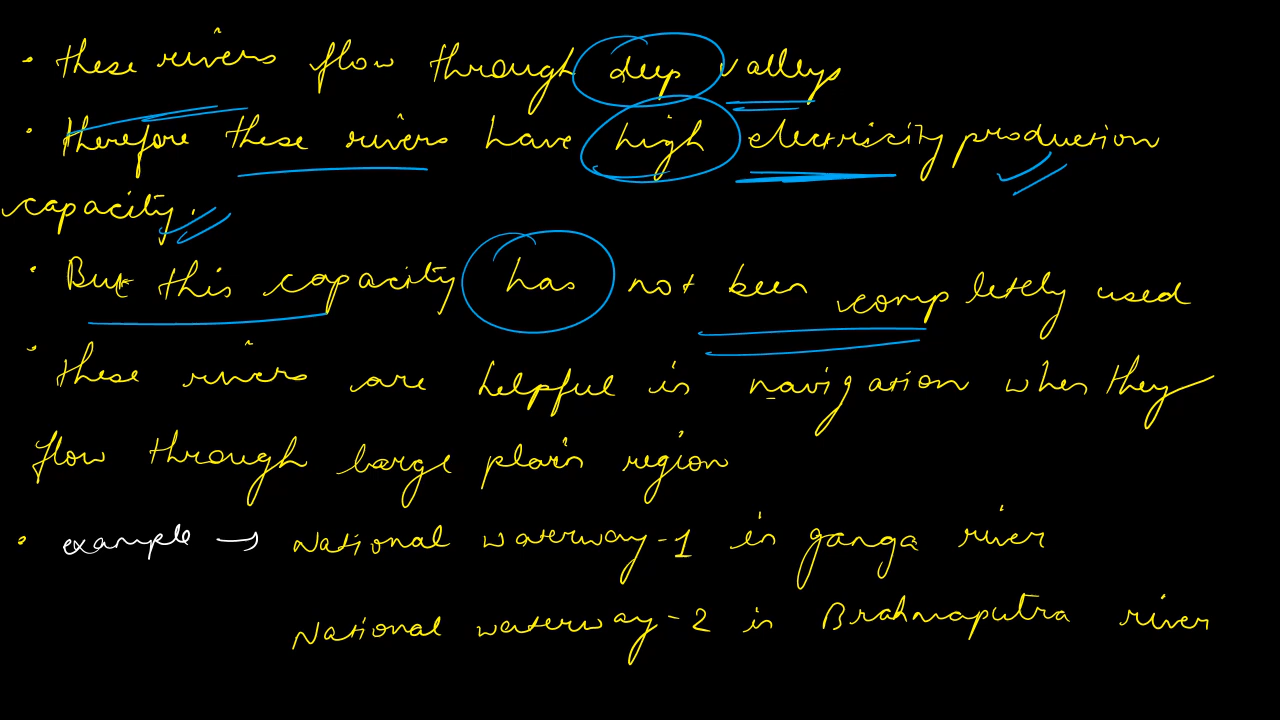 • these rivers flow through deep valleys
• therefore these rivers have high electricity production
capacity.
• But this capacity has not been completely used
• these rivers are helpful in navigation when they
flow through large plain region
• example → National waterway-1 in ganga river
National waterway-2 in Brahmaputra river